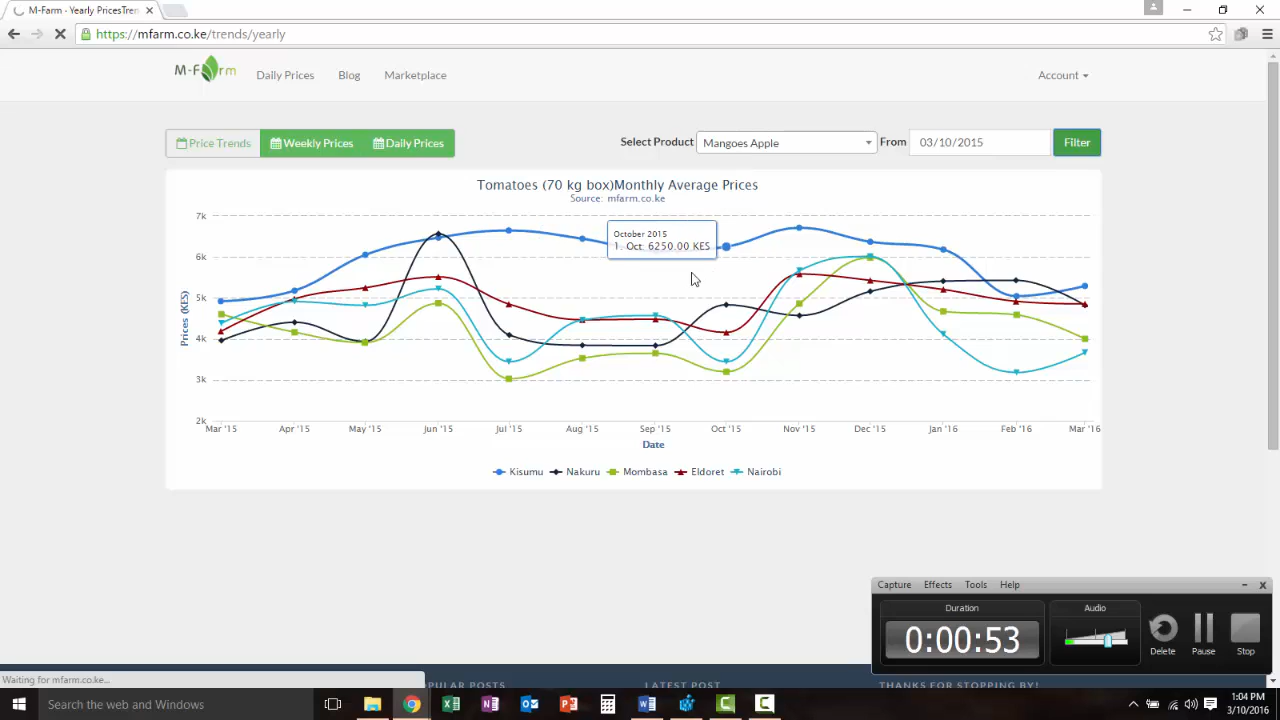 M-Farm - Yearly PricesTren
https://mfarm.co.ke/trends/yearly
M-Farm
Daily Prices
Blog
Marketplace
Account
Price Trends
Weekly Prices
Daily Prices
Select Product
Mangoes Apple
From
03/10/2015
Filter
Tomatoes (70 kg box)Monthly Average Prices
Source: mfarm.co.ke
7k
6k
5k
4k
3k
2k
Prices (KES)
October 2015
1. Oct: 6250.00 KES
Mar '15
Apr '15
May '15
Jun '15
Jul '15
Aug '15
Sep '15
Oct '15
Nov '15
Dec '15
Jan '16
Feb '16
Mar '16
Date
Kisumu
Nakuru
Mombasa
Eldoret
Nairobi
Capture
Effects
Tools
Help
Duration
0:00:53
Audio
Delete
Pause
Stop
Waiting for mfarm.co.ke...
PULAR POSTS
LATEST POST
THANKS FOR STOPPING BY!
Search the web and Windows
1:04 PM
3/10/2016